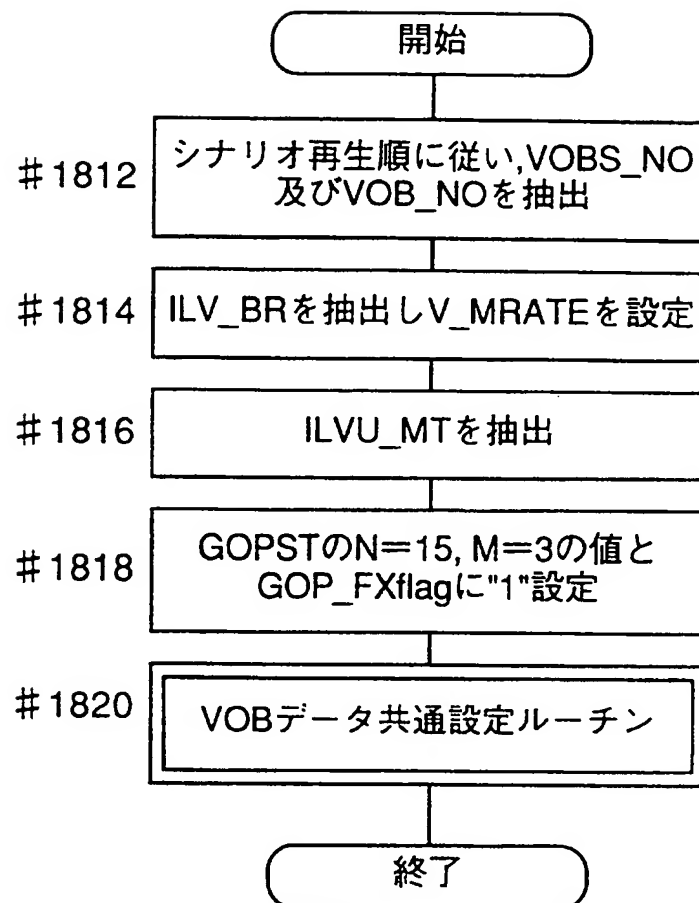 開始
#1812
シナリオ再生順に従い,VOBS_NO
及びVOB_NOを抽出
#1814
ILV_BRを抽出しV_MRATEを設定
#1816
ILVU_MTを抽出
#1818
GOPSTのN=15, M=3の値と
GOP_FXflagに"1"設定
#1820
VOBデータ共通設定ルーチン
終了